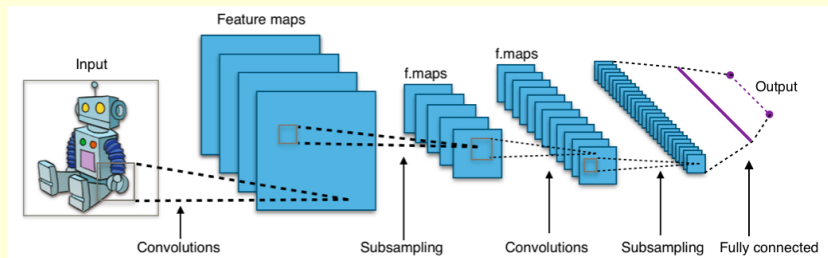 Feature maps
Input
f.maps
f.maps
Output
Convolutions
Subsampling
Convolutions
Subsampling
Fully connected